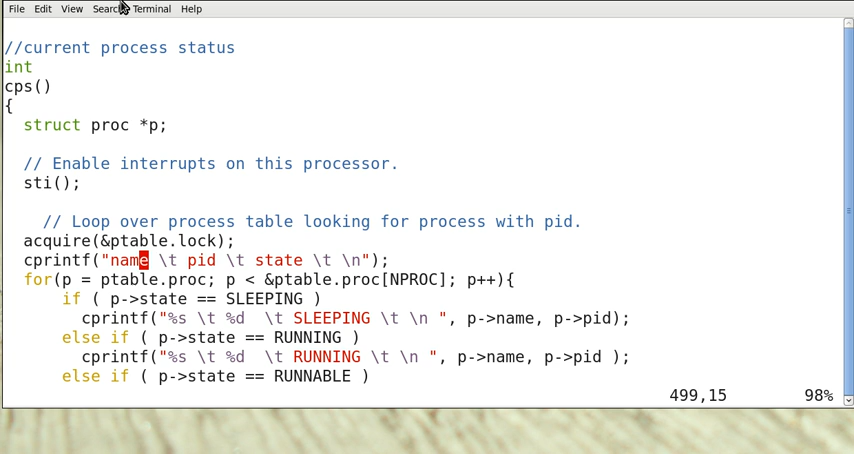 File Edit View Search Terminal Help
//current process status
int
cps()
{
  struct proc *p;
  // Enable interrupts on this processor.
  sti();
    // Loop over process table looking for process with pid.
  acquire(&ptable.lock);
  cprintf("name \t pid \t state \t \n");
  for(p = ptable.proc; p < &ptable.proc[NPROC]; p++){
      if ( p->state == SLEEPING )
        cprintf("%s \t %d  \t SLEEPING \t \n ", p->name, p->pid);
      else if ( p->state == RUNNING )
        cprintf("%s \t %d  \t RUNNING \t \n ", p->name, p->pid );
      else if ( p->state == RUNNABLE )
499,15 98%